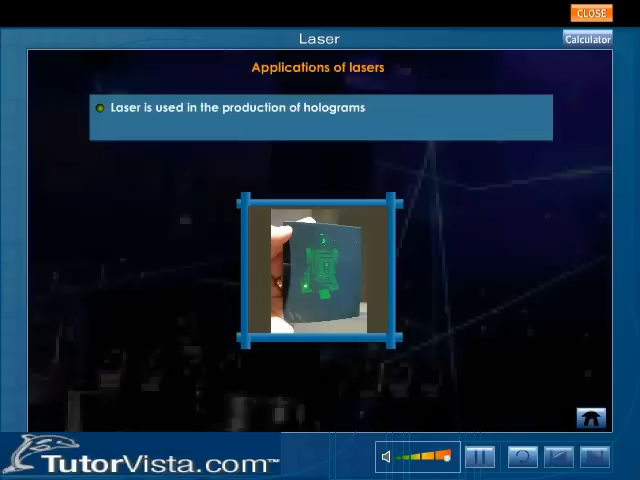 CLOSE
Laser
Calculator
Applications of lasers
Laser is used in the production of holograms
TutorVista.com™